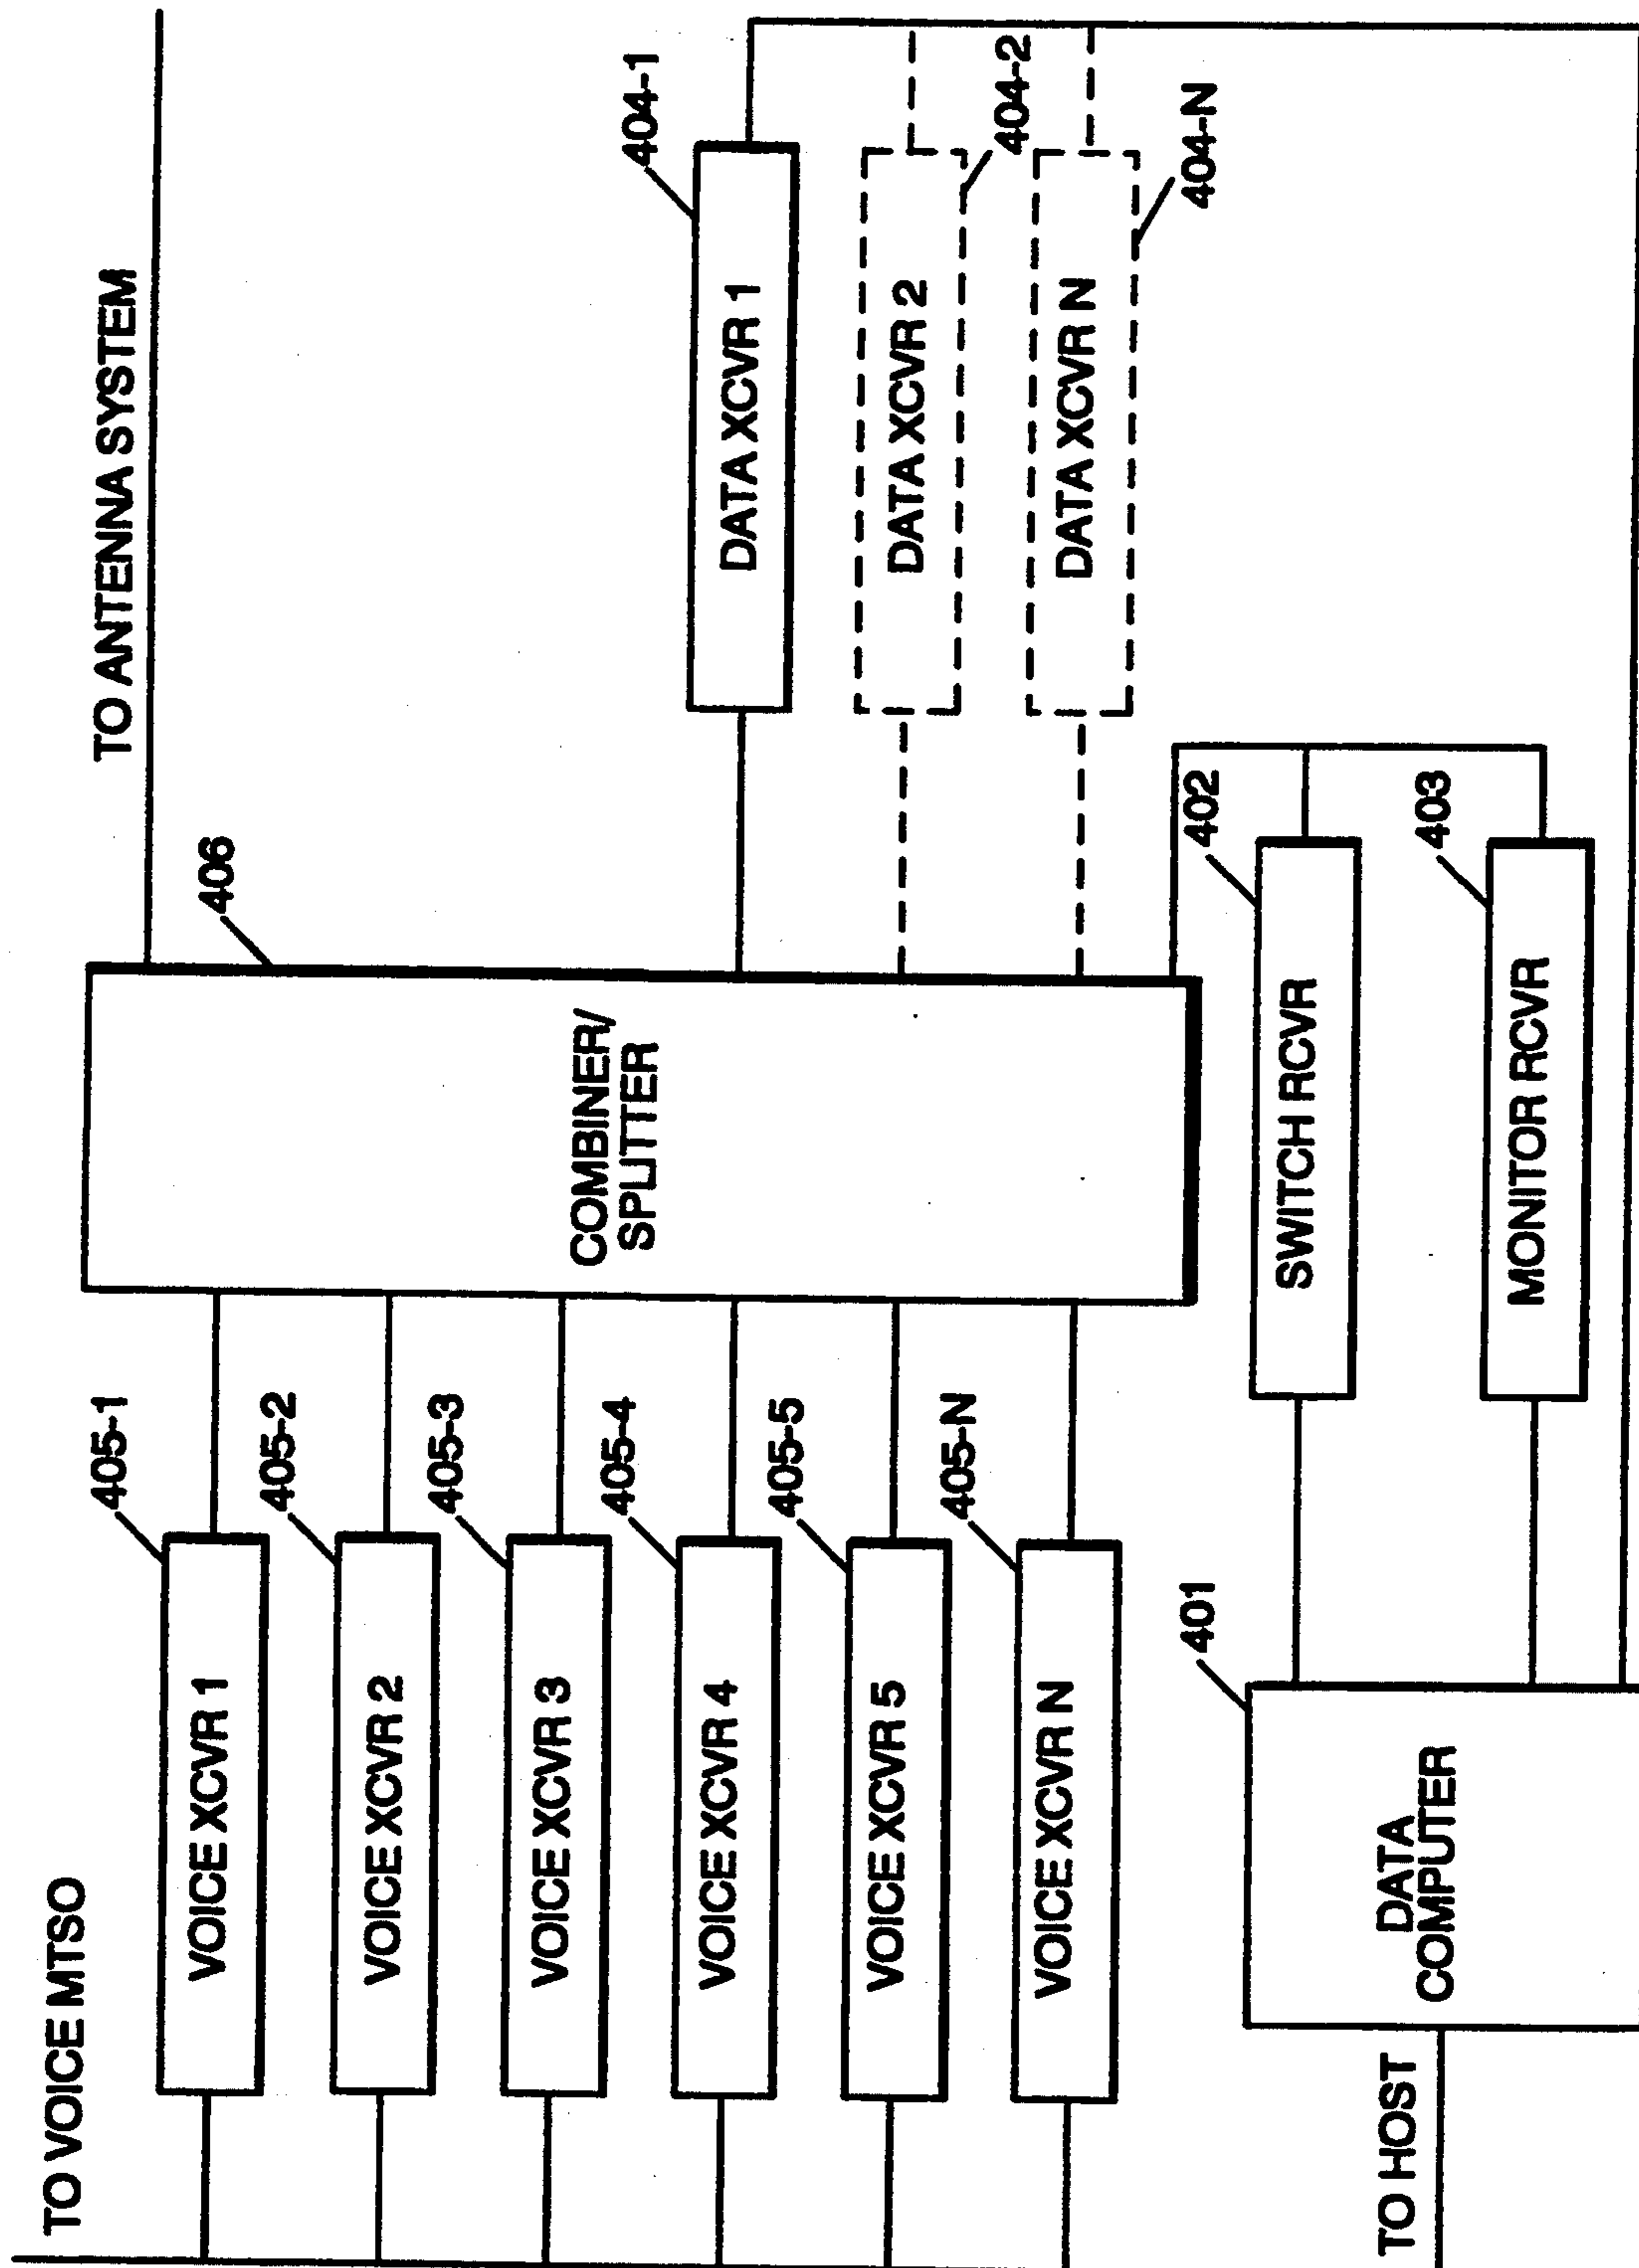 TO VOICE MTSO
TO ANTENNA SYSTEM
VOICE XCVR 1
405-1
VOICE XCVR 2
405-2
VOICE XCVR 3
405-3
VOICE XCVR 4
405-4
VOICE XCVR 5
405-5
VOICE XCVR N
405-N
COMBINER/
SPLITTER
406
DATA XCVR 1
404-1
DATA XCVR 2
404-2
DATA XCVR N
404-N
TO HOST
DATA
COMPUTER
401
SWITCH RCVR
402
MONITOR RCVR
403